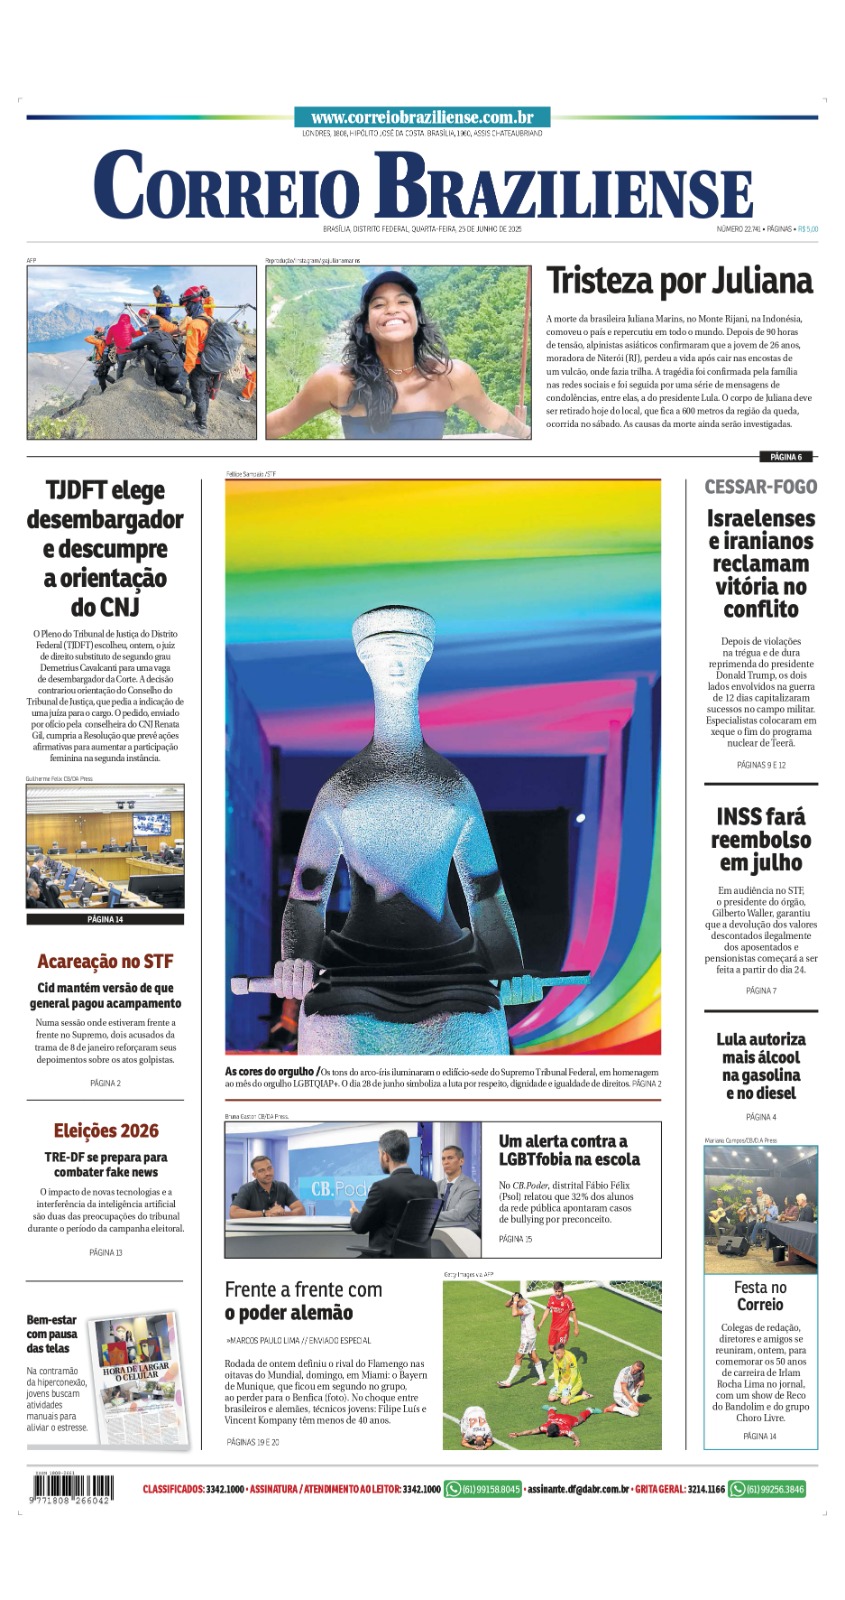 www.correiobraziliense.com.br
LONDRES, 1808, HIPÓLITO JOSÉ DA COSTA. BRASÍLIA, 1960, ASSIS CHATEAUBRIAND
CORREIO BRAZILIENSE
BRASÍLIA, DISTRITO FEDERAL, QUARTA-FEIRA, 25 DE JUNHO DE 2025
NÚMERO 22.741 • PÁGINAS • R$ 5,00
AFP
Tristeza por Juliana
A morte da brasileira Juliana Marins, no Monte Rijani, na Indonésia,
comoveu o país e repercutiu em todo o mundo. Depois de 90 horas
de tensão, alpinistas asiáticos confirmaram que a jovem de 26 anos,
moradora de Niterói (RJ), perdeu a vida após cair nas encostas de
um vulcão, onde fazia trilha. A tragédia foi confirmada pela família
nas redes sociais e foi seguida por uma série de mensagens de
condolências, entre elas, a do presidente Lula. O corpo de Juliana deve
ser retirado hoje do local, que fica a 600 metros da região da queda,
ocorrida no sábado. As causas da morte ainda serão investigadas.
PÁGINA 6
TJDFT elege
desembargador
e descumpre
a orientação
do CNJ
O Pleno do Tribunal de Justiça do Distrito
Federal (TJDFT) escolheu, ontem, o juiz
de direito substituto de segundo grau
Demetrius Cavalcanti para uma vaga
de desembargador da Corte. A decisão
contrariou orientação do Conselho do
Tribunal de Justiça, que pedia a indicação de
uma juíza para o cargo. O pedido, enviado
por ofício pela conselheira do CNJ Renata
Gil, cumpria a Resolução que prevê ações
afirmativas para aumentar a participação
feminina na segunda instância.
Guilherme Felix CB/DA Press
PÁGINA 14
Acareação no STF
Cid mantém versão de que
general pagou acampamento
Numa sessão onde estiveram frente a
frente no Supremo, dois acusados da
trama de 8 de janeiro reforçaram seus
depoimentos sobre os atos golpistas.
PÁGINA 2
Eleições 2026
TRE-DF se prepara para
combater fake news
O impacto de novas tecnologias e a
interferência da inteligência artificial
são duas das preocupações do tribunal
durante o período da campanha eleitoral.
PÁGINA 13
Bem-estar
com pausa
das telas
Na contramão
da hiperconexão,
jovens buscam
atividades
manuais para
aliviar o estresse.
HORA DE LARGAR
O CELULAR
Fellipe Sampaio /STF
As cores do orgulho / Os tons do arco-íris iluminaram o edifício-sede do Supremo Tribunal Federal, em homenagem
ao mês do orgulho LGBTQIAP+. O dia 28 de junho simboliza a luta por respeito, dignidade e igualdade de direitos. PÁGINA 2
Bruna Gaston CB/DA Press.
CB.Poder
Um alerta contra a
LGBTfobia na escola
No CB.Poder, distrital Fábio Félix
(Psol) relatou que 32% dos alunos
da rede pública apontaram casos
de bullying por preconceito.
PÁGINA 15
Frente a frente com
o poder alemão
»MARCOS PAULO LIMA // ENVIADO ESPECIAL
Rodada de ontem definiu o rival do Flamengo nas
oitavas do Mundial, domingo, em Miami: o Bayern
de Munique, que ficou em segundo no grupo,
ao perder para o Benfica (foto). No choque entre
brasileiros e alemães, técnicos jovens: Filipe Luís e
Vincent Kompany têm menos de 40 anos.
PÁGINAS 19 E 20
Getty Images via AFP
CESSAR-FOGO
Israelenses
e iranianos
reclamam
vitória no
conflito
Depois de violações
na trégua e de dura
reprimenda do presidente
Donald Trump, os dois
lados envolvidos na guerra
de 12 dias capitalizaram
sucessos no campo militar.
Especialistas colocaram em
xeque o fim do programa
nuclear de Teerã.
PÁGINAS 9 E 12
INSS fará
reembolso
em julho
Em audiência no STF,
o presidente do órgão,
Gilberto Waller, garantiu
que a devolução dos valores
descontados ilegalmente
dos aposentados e
pensionistas começará a ser
feita a partir do dia 24.
PÁGINA 7
Lula autoriza
mais álcool
na gasolina
e no diesel
PÁGINA 4
Mariana Campos/CB/D.A Press
Festa no
Correio
Colegas de redação,
diretores e amigos se
reuniram, ontem, para
comemorar os 50 anos
de carreira de Irlam
Rocha Lima no jornal,
com um show de Reco
do Bandolim e do grupo
Choro Livre.
PÁGINA 14
9 771808 266042
CLASSIFICADOS: 3342.1000 • ASSINATURA / ATENDIMENTO AO LEITOR: 3342.1000 (61) 99158.8045 • assinante.df@dabr.com.br • GRITA GERAL: 3214.1166 (61) 99256.3846